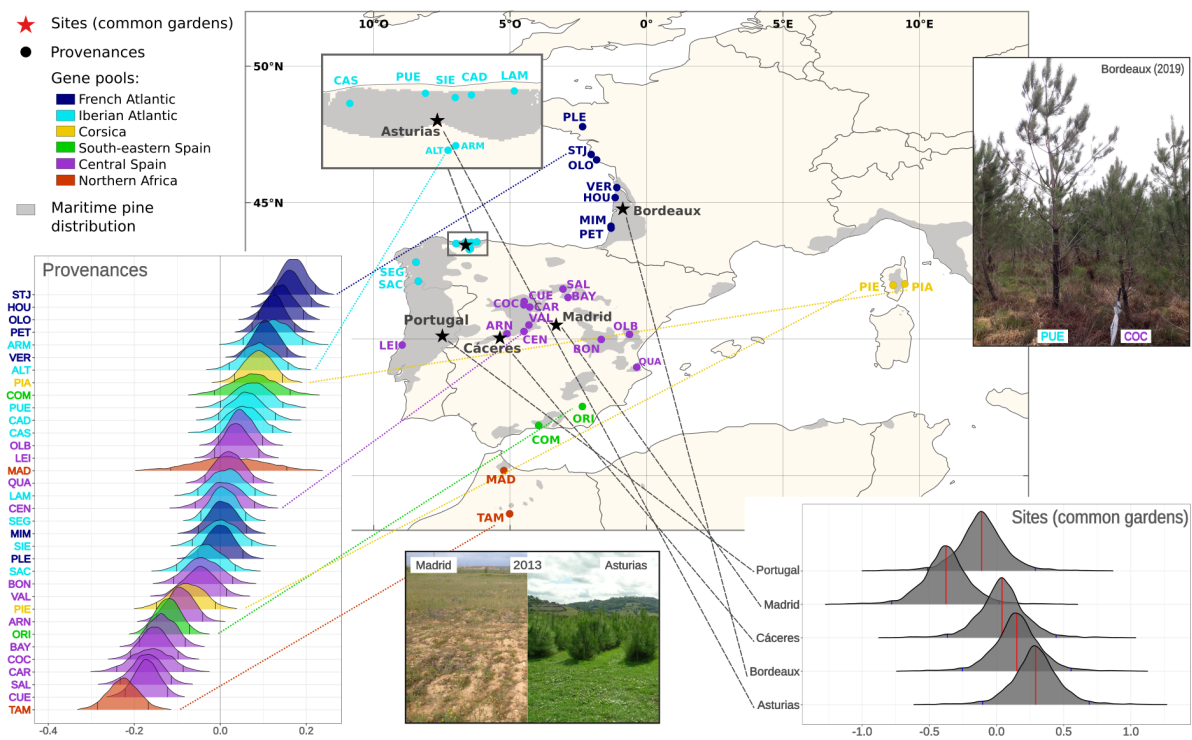 Sites (common gardens)
Provenances
Gene pools:
French Atlantic
Iberian Atlantic
Corsica
South-eastern Spain
Central Spain
Northern Africa
Maritime pine
distribution
10°O
5°O
0°
5°E
10°E
50°N
45°N
CAS
PUE
SIE
CAD
LAM
Asturias
ALT
ARM
PLE
STJ
OLO
VER
HOU
Bordeaux
MIM
PET
SEG
SAC
SAL
CUE
BAY
COC
CAR
VAL
Madrid
Portugal
ARN
OLB
LEI
Cáceres
CEN
BON
QUA
ORI
COM
MAD
TAM
PIE
PIA
Bordeaux (2019)
PUE
COC
Provenances
STJ
HOU
OLO
PET
ARM
VER
ALT
PIA
COM
PUE
CAD
CAS
OLB
LEI
MAD
QUA
LAM
CEN
SEG
MIM
SIE
PLE
SAC
BON
VAL
PIE
ARN
ORI
BAY
COC
CAR
SAL
CUE
TAM
-0.4
-0.2
0.0
0.2
Madrid
2013
Asturias
Sites (common gardens)
Portugal
Madrid
Cáceres
Bordeaux
Asturias
-1.0
-0.5
0.0
0.5
1.0